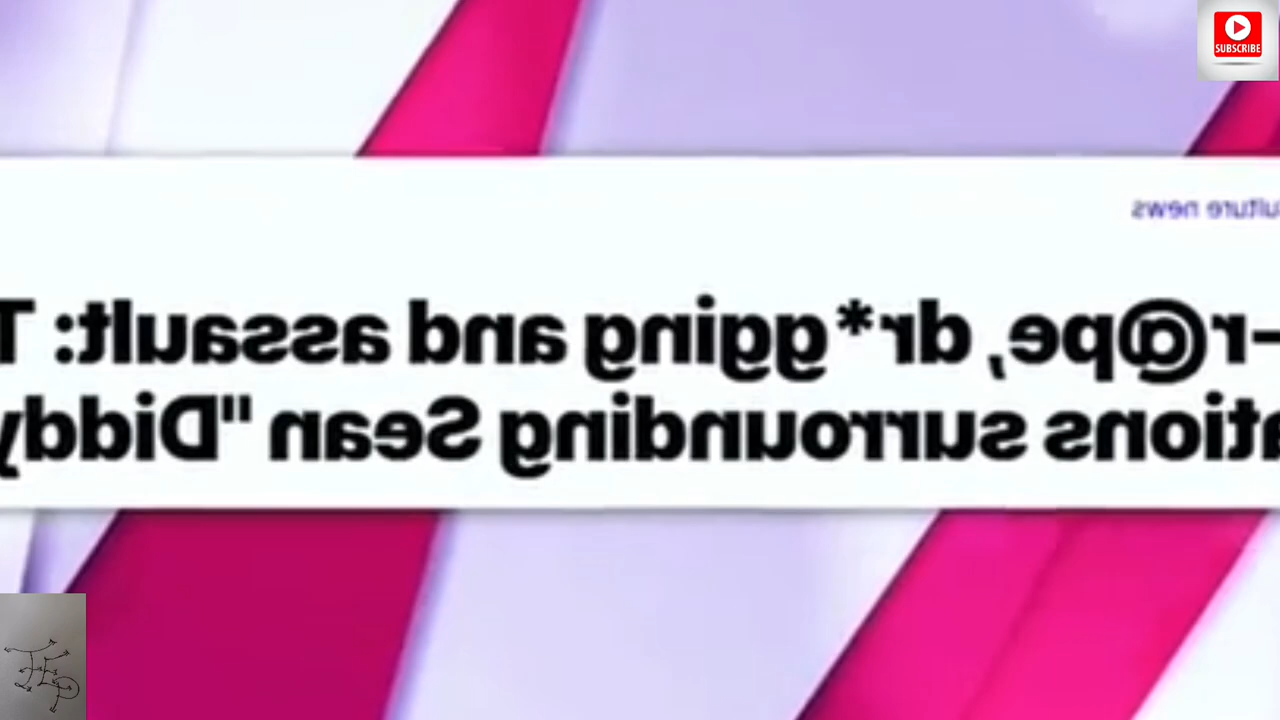 SUBSCRIBE
ulture news
-r@pe, dr*gging and assault: T
ations surrounding Sean "Diddy